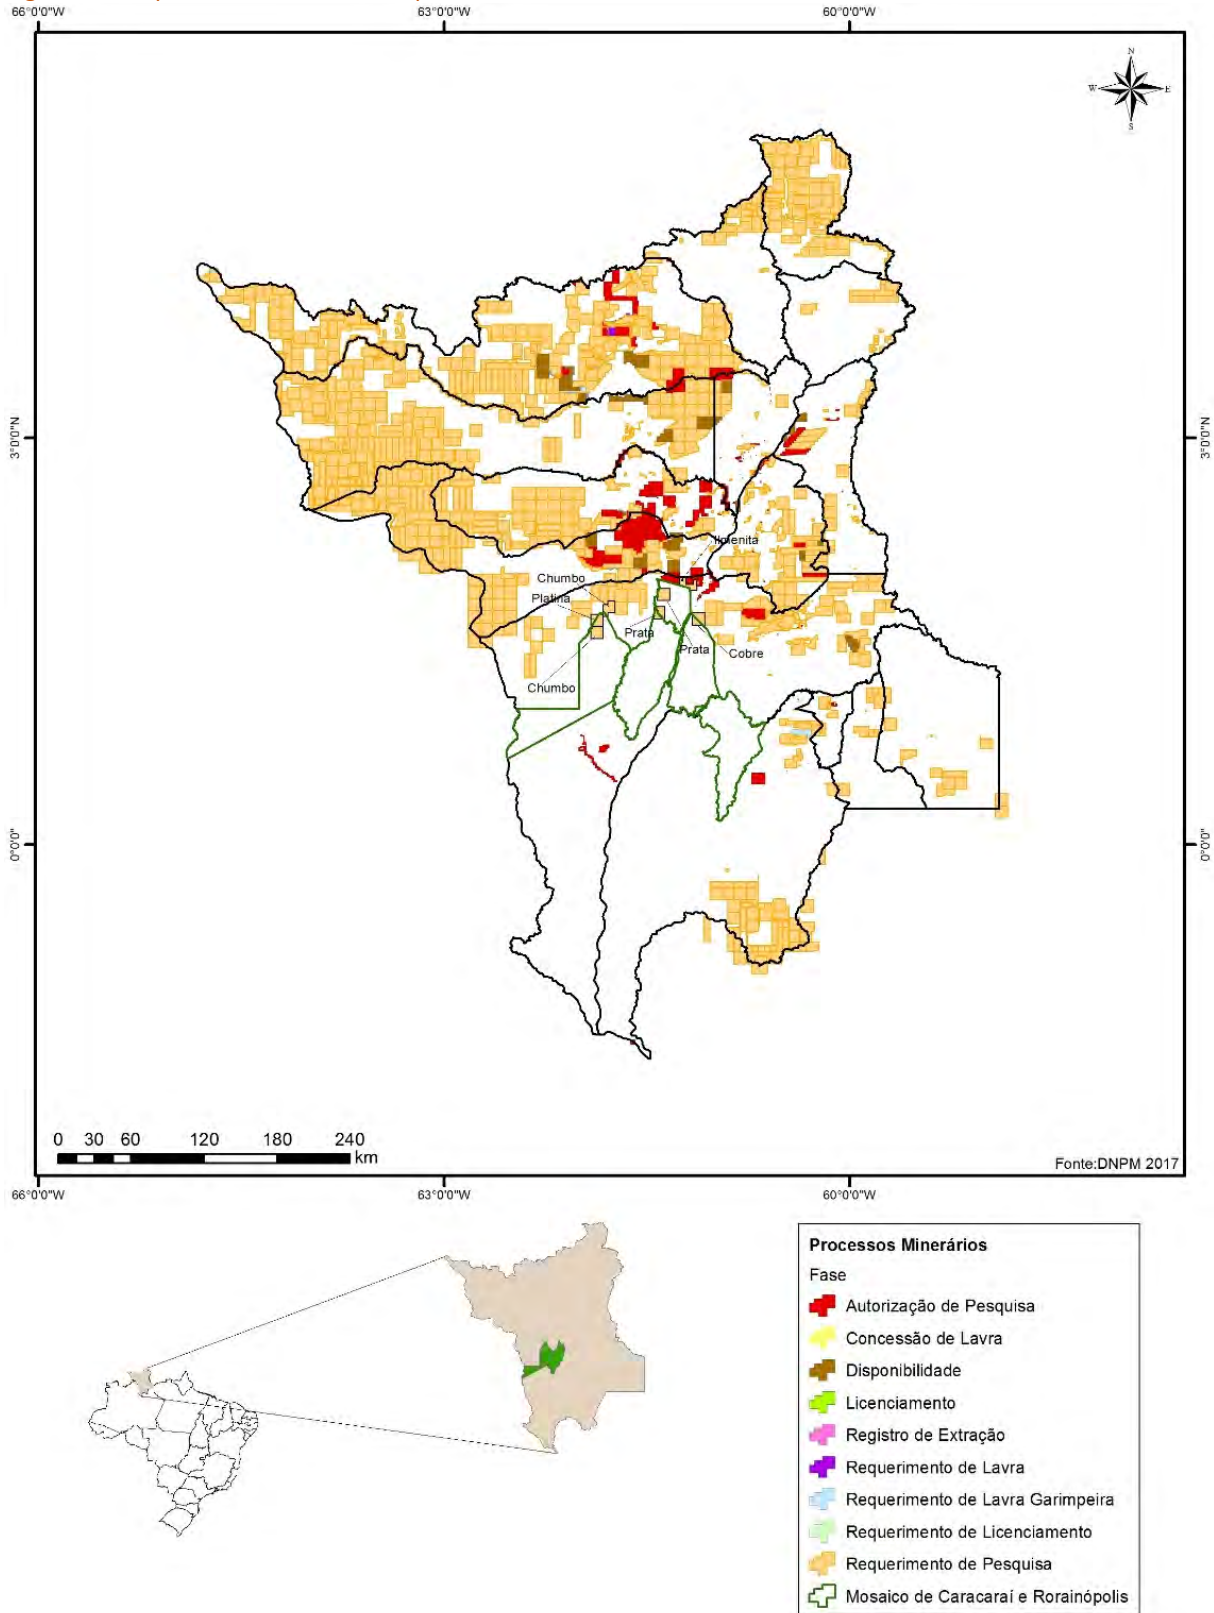 66°0'0"W 63°0'0"W 60°0'0"W
N
W E
S
3°0'0"N 3°0'0"N
Ilmenita
Chumbo
Platina
Prata
Prata
Cobre
Chumbo
0°0'0" 0°0'0"
0 30 60 120 180 240
km
Fonte:DNPM 2017
66°0'0"W 63°0'0"W 60°0'0"W
Processos Minerários
Fase
Autorização de Pesquisa
Concessão de Lavra
Disponibilidade
Licenciamento
Registro de Extração
Requerimento de Lavra
Requerimento de Lavra Garimpeira
Requerimento de Licenciamento
Requerimento de Pesquisa
Mosaico de Caracaraí e Rorainópolis